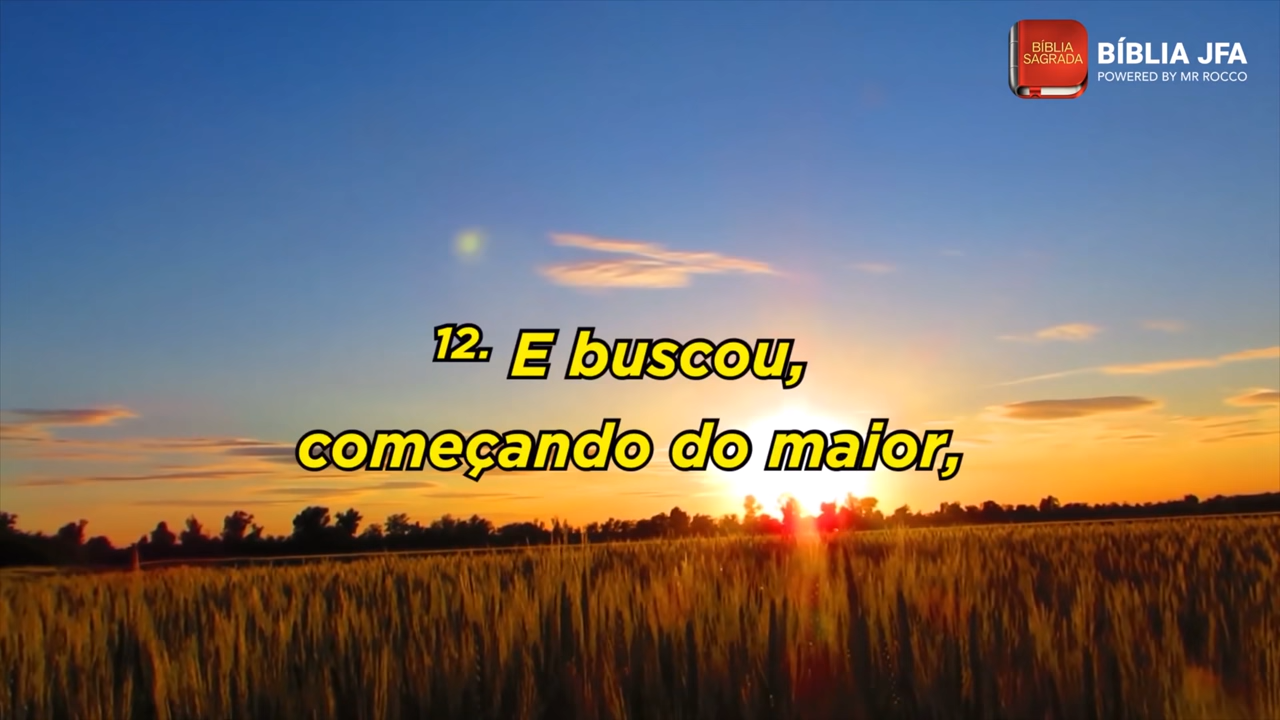 BÍBLIA
SAGRADA
BÍBLIA JFA
POWERED BY MR ROCCO
12. E buscou,
começando do maior,